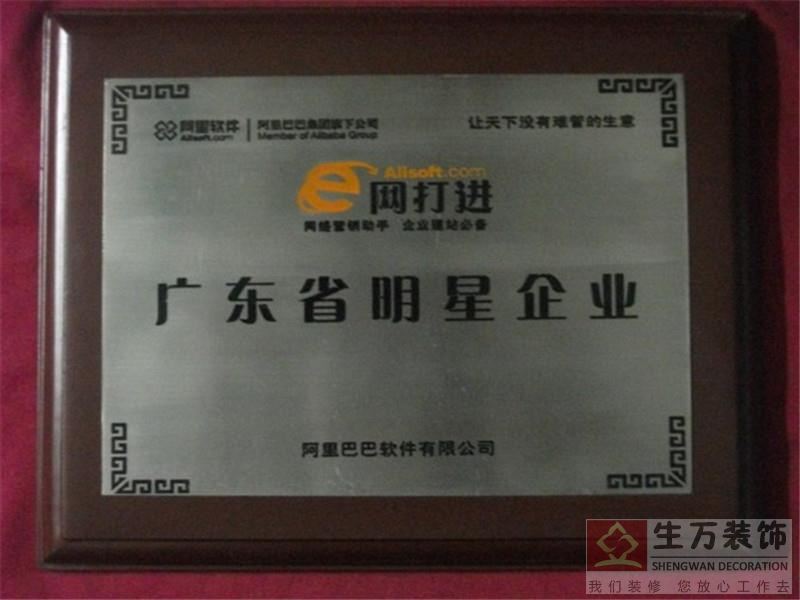 阿里软件 阿里巴巴集团旗下公司 让天下没有难管的生意
Alisoft.com Member of Alibaba Group
Alisoft.com
e网打进
网络营销助手 企业建站必备
广东省明星企业
阿里巴巴软件有限公司
生万装饰
SHENGWAN DECORATION
我们装修 您放心工作去